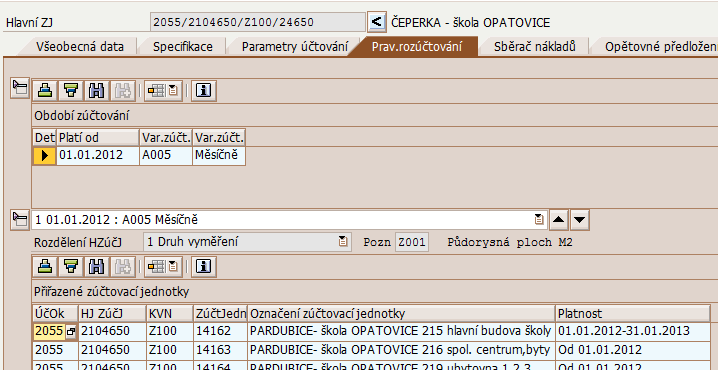 Hlavní ZJ 2055/2104650/Z100/24650 ČEPERKA - škola OPATOVICE
Všeobecná data Specifikace Parametry účtování Prav.rozúčtování Sběrač nákladů Opětovné předložen
Období zúčtování
Det Platí od Var.zúčt. Var.zúčt.
01.01.2012 A005 Měsíčně
1 01.01.2012 : A005 Měsíčně
Rozdělení HZúčJ 1 Druh vyměření Pozn Z001 Půdorysná ploch M2
Přiřazené zúčtovací jednotky
ÚčOk HJ ZúčJ KVN ZúčtJedn Označení zúčtovací jednotky Platnost
2055 2104650 Z100 14162 PARDUBICE- škola OPATOVICE 215 hlavní budova školy 01.01.2012-31.01.2013
2055 2104650 Z100 14163 PARDUBICE- škola OPATOVICE 216 spol. centrum,byty Od 01.01.2012
2055 2104650 Z100 14164 PARDUBICE- škola OPATOVICE 219 ubytovna 1,2,3 Od 01.01.2012